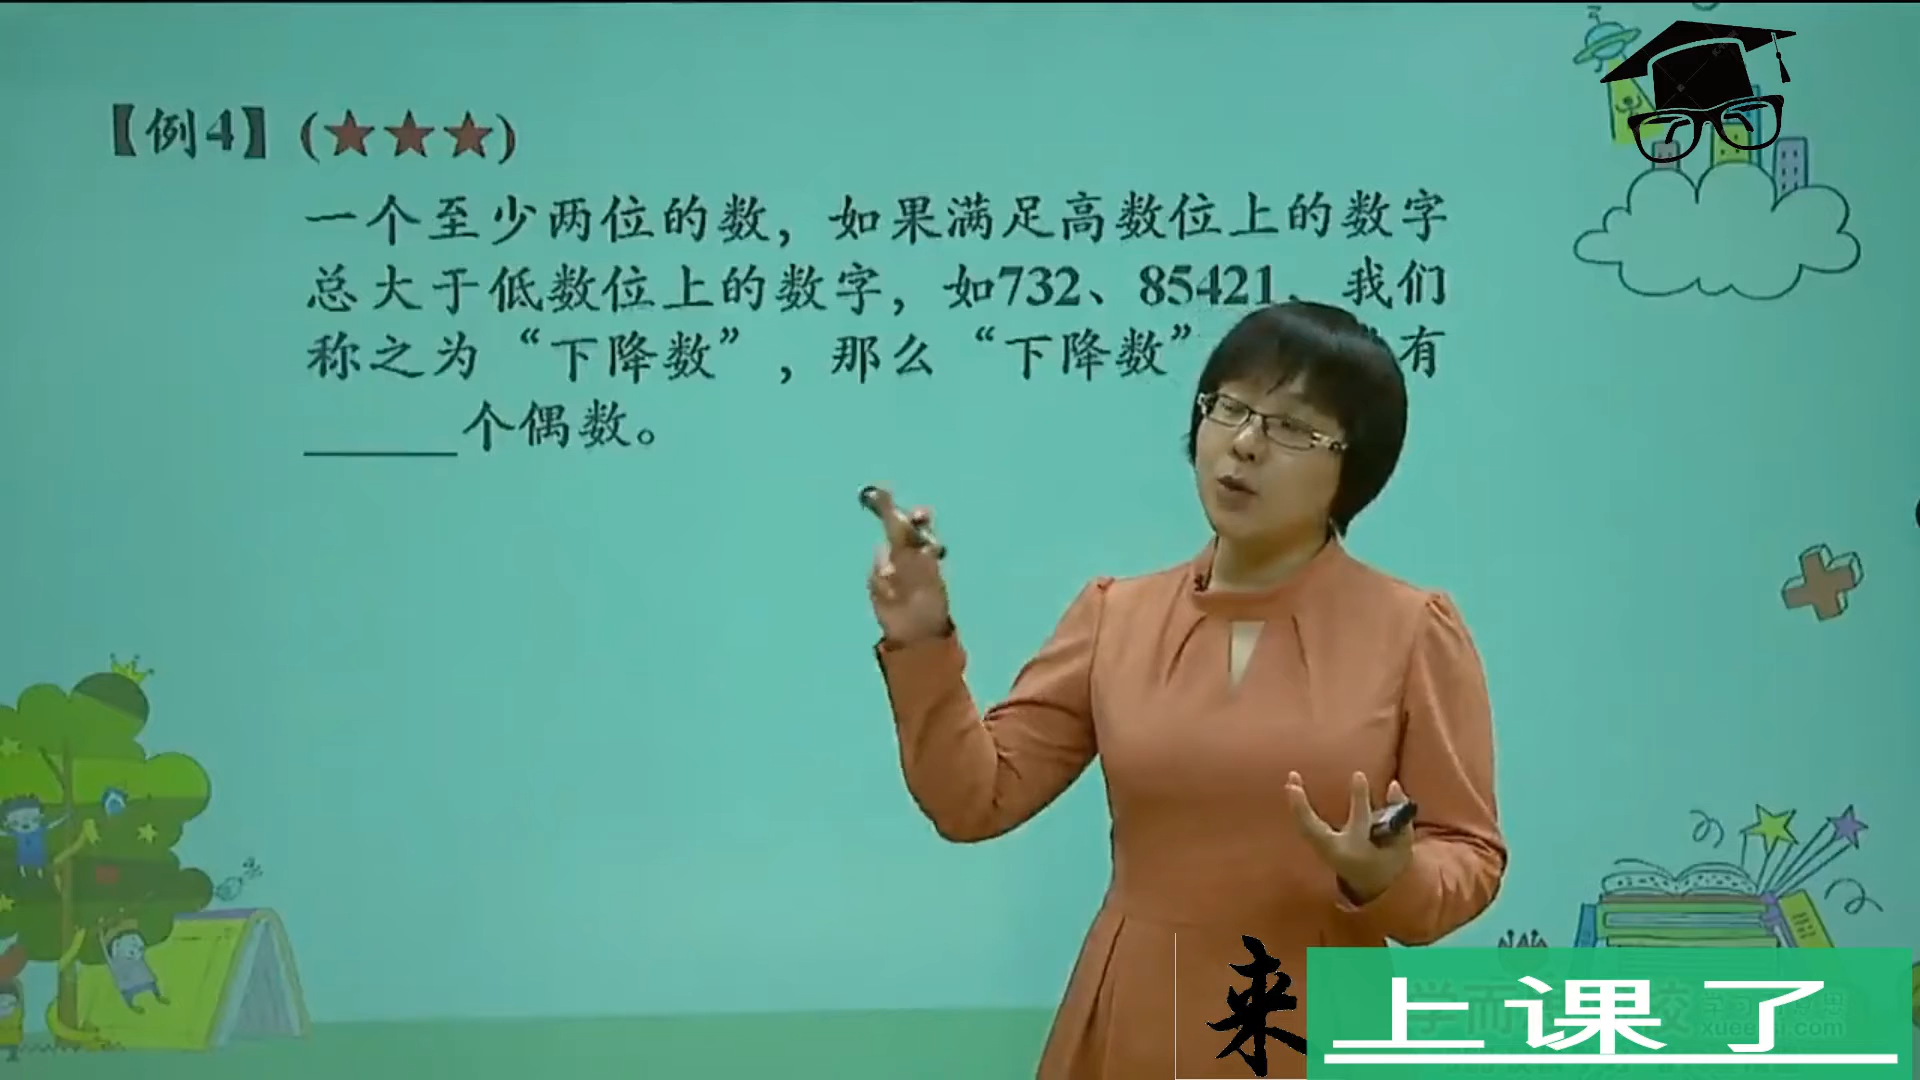 【例4】(★★★)
一个至少两位的数，如果满足高数位上的数字
总大于低数位上的数字，如732、85421、我们
称之为“下降数”，那么“下降数” 有
_____个偶数。
来 上课了